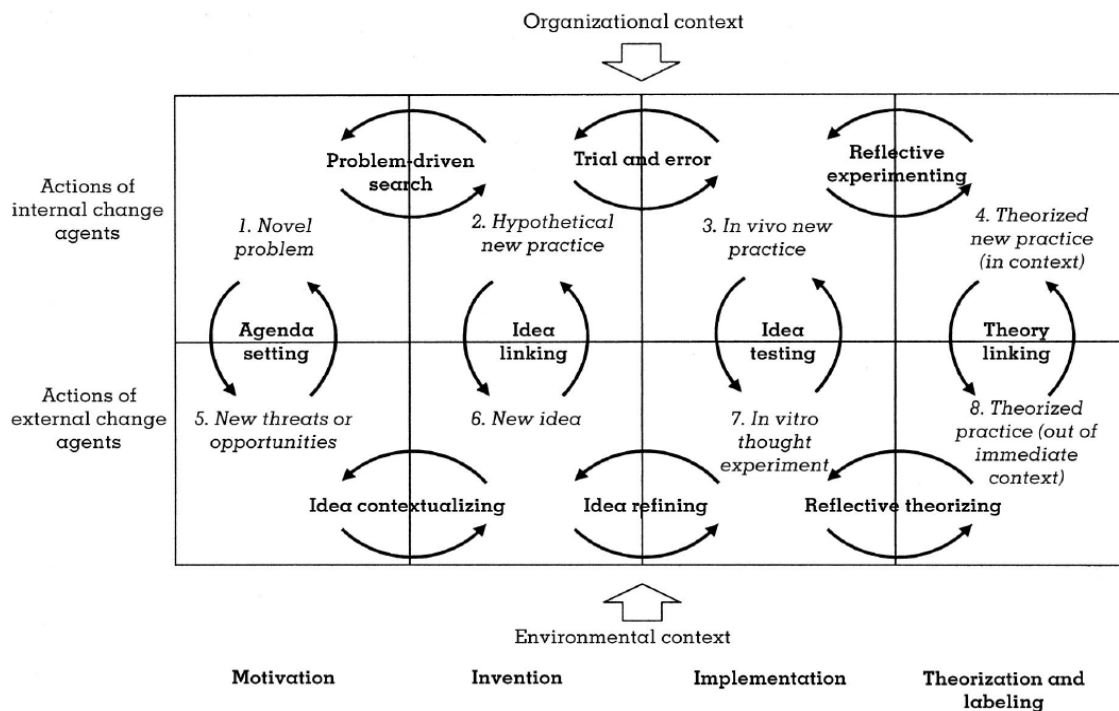 Organizational context
Problem-driven
search
Trial and error
Reflective
experimenting
Actions of
internal change
agents
1. Novel
problem
2. Hypothetical
new practice
3. In vivo new
practice
4. Theorized
new practice
(in context)
Agenda
setting
Idea
linking
Idea
testing
Theory
linking
Actions of
external change
agents
5. New threats or
opportunities
6. New idea
7. In vitro
thought
experiment
8. Theorized
practice (out of
immediate
context)
Idea contextualizing
Idea refining
Reflective theorizing
Environmental context
Motivation
Invention
Implementation
Theorization and
labeling